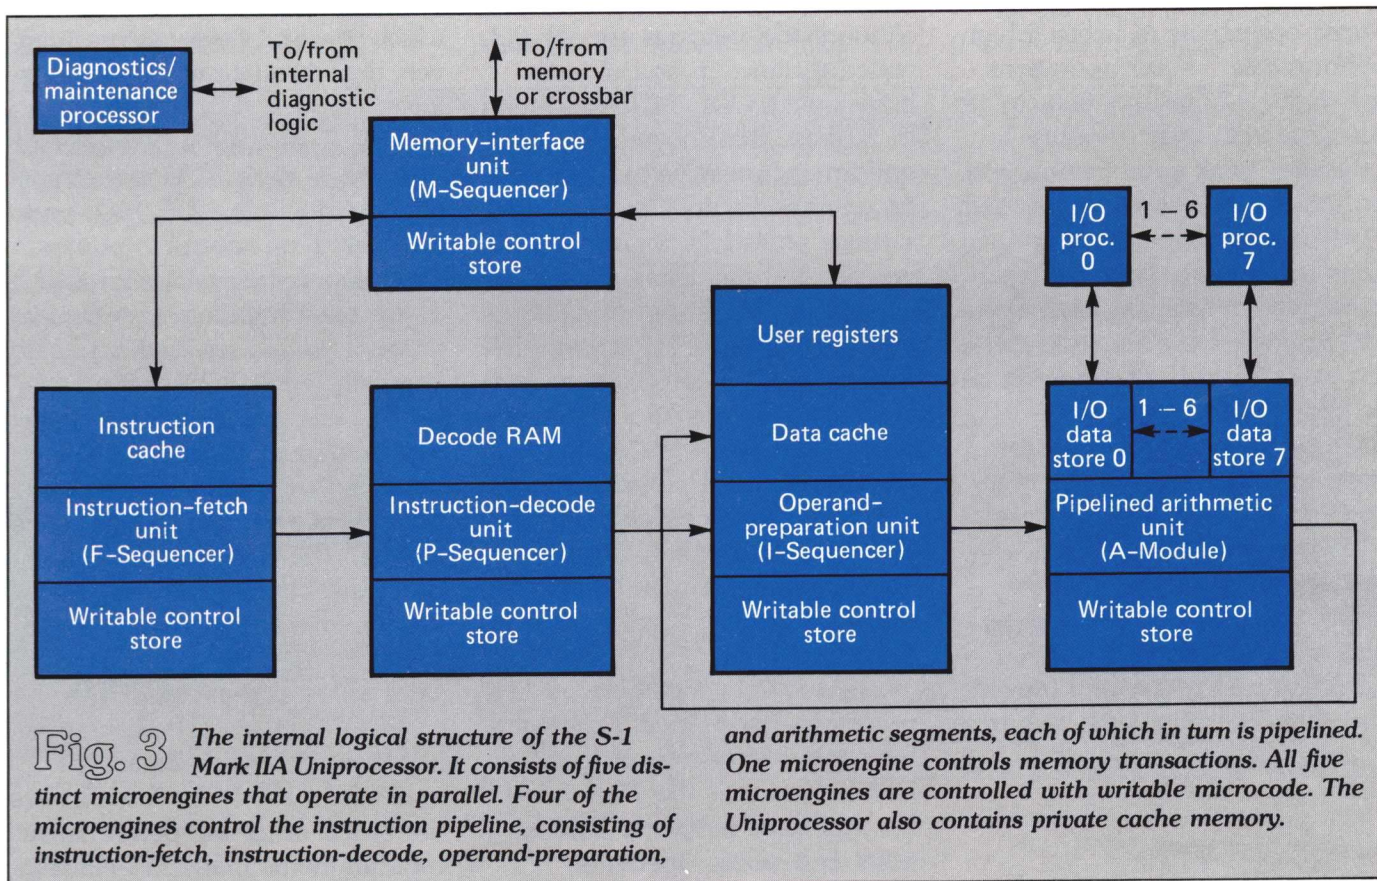 Diagnostics/
maintenance
processor
To/from
internal
diagnostic
logic
To/from
memory
or crossbar
Memory-interface
unit
(M-Sequencer)
Writable control
store
Instruction
cache
Instruction-fetch
unit
(F-Sequencer)
Writable control
store
Decode RAM
Instruction-decode
unit
(P-Sequencer)
Writable control
store
User registers
Data cache
Operand-
preparation unit
(I-Sequencer)
Writable control
store
I/O
proc.
0
1 – 6
I/O
proc.
7
I/O
data
store 0
1 – 6
I/O
data
store 7
Pipelined arithmetic
unit
(A-Module)
Writable control
store
Fig. 3 The internal logical structure of the S-1
Mark IIA Uniprocessor. It consists of five dis-
tinct microengines that operate in parallel. Four of the
microengines control the instruction pipeline, consisting of
instruction-fetch, instruction-decode, operand-preparation,
and arithmetic segments, each of which in turn is pipelined.
One microengine controls memory transactions. All five
microengines are controlled with writable microcode. The
Uniprocessor also contains private cache memory.